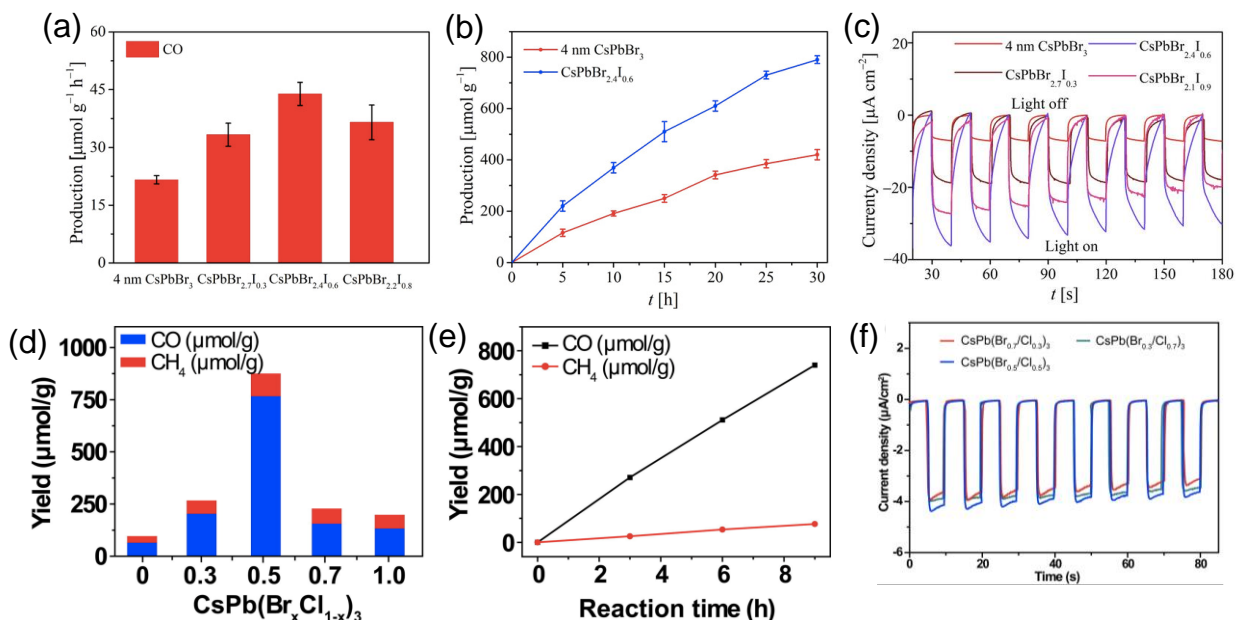 (a)
CO
Production [µmol g⁻¹ h⁻¹]
60
45
30
15
0
4 nm CsPbBr₃ CsPbBr₂.₇I₀.₃ CsPbBr₂.₄I₀.₆ CsPbBr₂.₂I₀.₈
(b)
4 nm CsPbBr₃
CsPbBr₂.₄I₀.₆
Production [µmol g⁻¹]
800
600
400
200
0
0 5 10 15 20 25 30
t [h]
(c)
4 nm CsPbBr₃ CsPbBr₂.₄I₀.₆
CsPbBr₂.₇I₀.₃ CsPbBr₂.₁I₀.₉
Light off
Light on
Currenty density [µA cm⁻²]
20
0
−20
−40
30 60 90 120 150 180
t [s]
(d)
CO (µmol/g)
CH₄ (µmol/g)
Yield (µmol/g)
1000
750
500
250
0
0 0.3 0.5 0.7 1.0
CsPb(BrₓCl₁₋ₓ)₃
(e)
CO (µmol/g)
CH₄ (µmol/g)
Yield (µmol/g)
800
600
400
200
0
0 2 4 6 8
Reaction time (h)
(f)
CsPb(Br₀.₇/Cl₀.₃)₃ CsPb(Br₀.₃/Cl₀.₇)₃
CsPb(Br₀.₅/Cl₀.₅)₃
Current density (µA/cm²)
2
0
-2
-4
-6
0 20 40 60 80
Time (s)